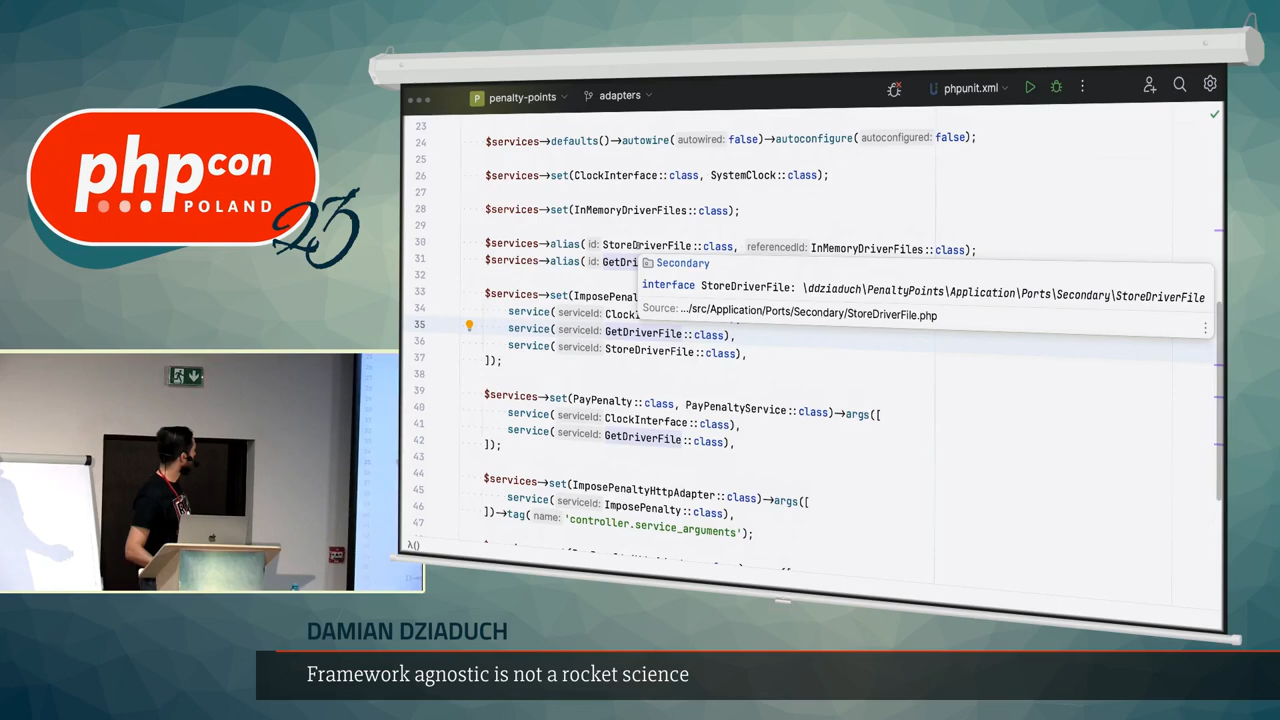 phpcon
POLAND
23
P penalty-points
adapters
phpunit.xml
23
24 $services→defaults()→autowire( autowired: false)→autoconfigure( autoconfigured: false);
25
26 $services→set(ClockInterface::class, SystemClock::class);
27
28 $services→set(InMemoryDriverFiles::class);
29
30 $services→alias( id: StoreDriverFile::class, referencedId: InMemoryDriverFiles::class);
31 $services→alias( id: GetDri
Secondary
interface StoreDriverFile: \ddziaduch\PenaltyPoints\Application\Ports\Secondary\StoreDriverFile
Source: .../src/Application/Ports/Secondary/StoreDriverFile.php
32
33 $services→set(ImposePenal
34 service( serviceId: ClockI
35 service( serviceId: GetDriverFile::class),
36 service( serviceId: StoreDriverFile::class),
37 ]);
38
39 $services→set(PayPenalty::class, PayPenaltyService::class)→args([
40 service( serviceId: ClockInterface::class),
41 service( serviceId: GetDriverFile::class),
42 ]);
43
44 $services→set(ImposePenaltyHttpAdapter::class)→args([
45 service( serviceId: ImposePenalty::class),
46 ])→tag( name: 'controller.service_arguments');
47
λ()
DAMIAN DZIADUCH
Framework agnostic is not a rocket science